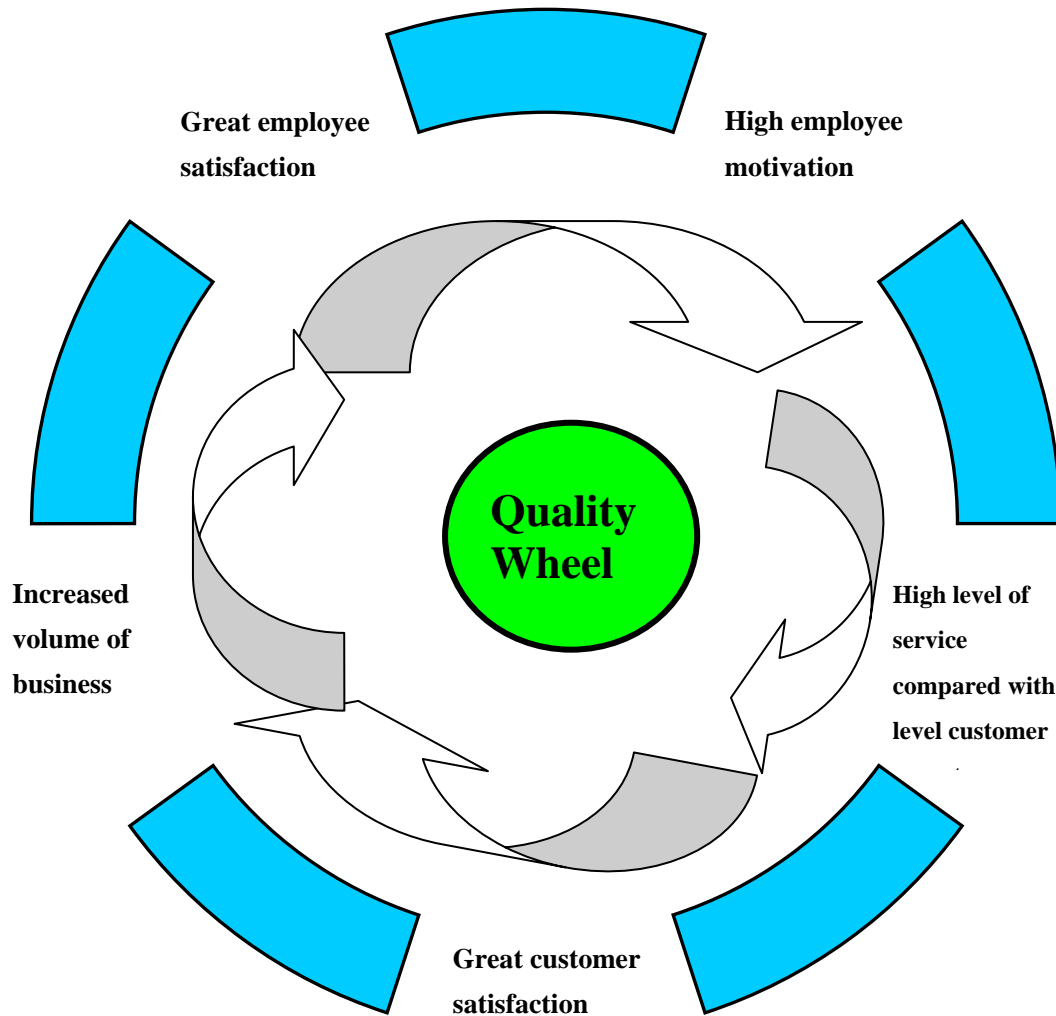 Great employee
satisfaction
High employee
motivation
Quality
Wheel
Increased
volume of
business
High level of
service
compared with
level customer
Great customer
satisfaction